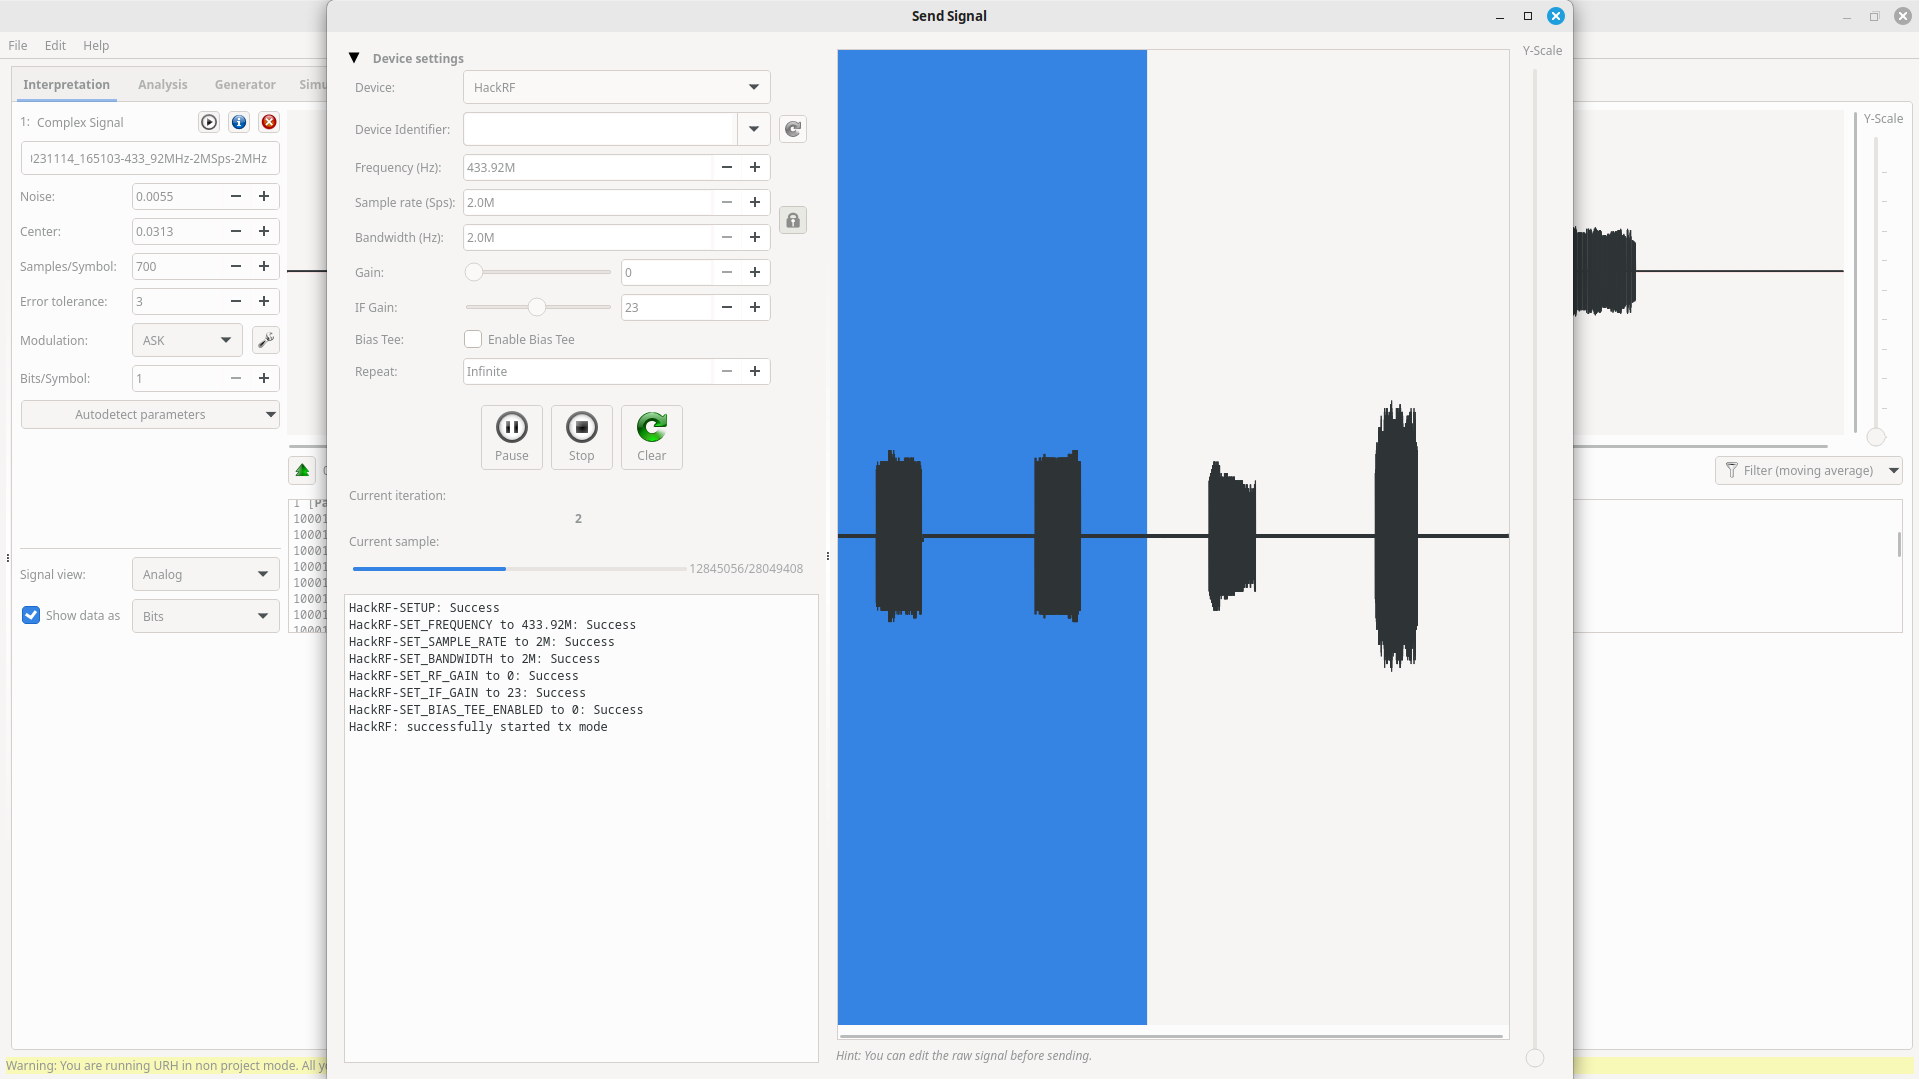 Send Signal
File Edit Help
Interpretation Analysis Generator Simu
1: Complex Signal
231114_165103-433_92MHz-2MSps-2MHz
Noise: 0.0055
Center: 0.0313
Samples/Symbol: 700
Error tolerance: 3
Modulation: ASK
Bits/Symbol: 1
Autodetect parameters
Signal view: Analog
Show data as Bits
1 [Pa
10001
10001
10001
10001
10001
10001
10001
10001
Warning: You are running URH in non project mode. All y
Device settings
Device: HackRF
Device Identifier:
Frequency (Hz): 433.92M
Sample rate (Sps): 2.0M
Bandwidth (Hz): 2.0M
Gain: 0
IF Gain: 23
Bias Tee: Enable Bias Tee
Repeat: Infinite
Pause Stop Clear
Current iteration:
2
Current sample:
12845056/28049408
HackRF-SETUP: Success
HackRF-SET_FREQUENCY to 433.92M: Success
HackRF-SET_SAMPLE_RATE to 2M: Success
HackRF-SET_BANDWIDTH to 2M: Success
HackRF-SET_RF_GAIN to 0: Success
HackRF-SET_IF_GAIN to 23: Success
HackRF-SET_BIAS_TEE_ENABLED to 0: Success
HackRF: successfully started tx mode
Y-Scale
Hint: You can edit the raw signal before sending.
Y-Scale
Filter (moving average)